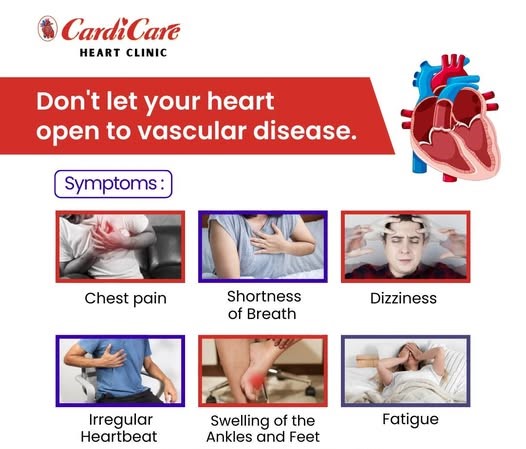 CardiCare
HEART CLINIC
Don't let your heart
open to vascular disease.
Symptoms :
Chest pain
Shortness
of Breath
Dizziness
Irregular
Heartbeat
Swelling of the
Ankles and Feet
Fatigue